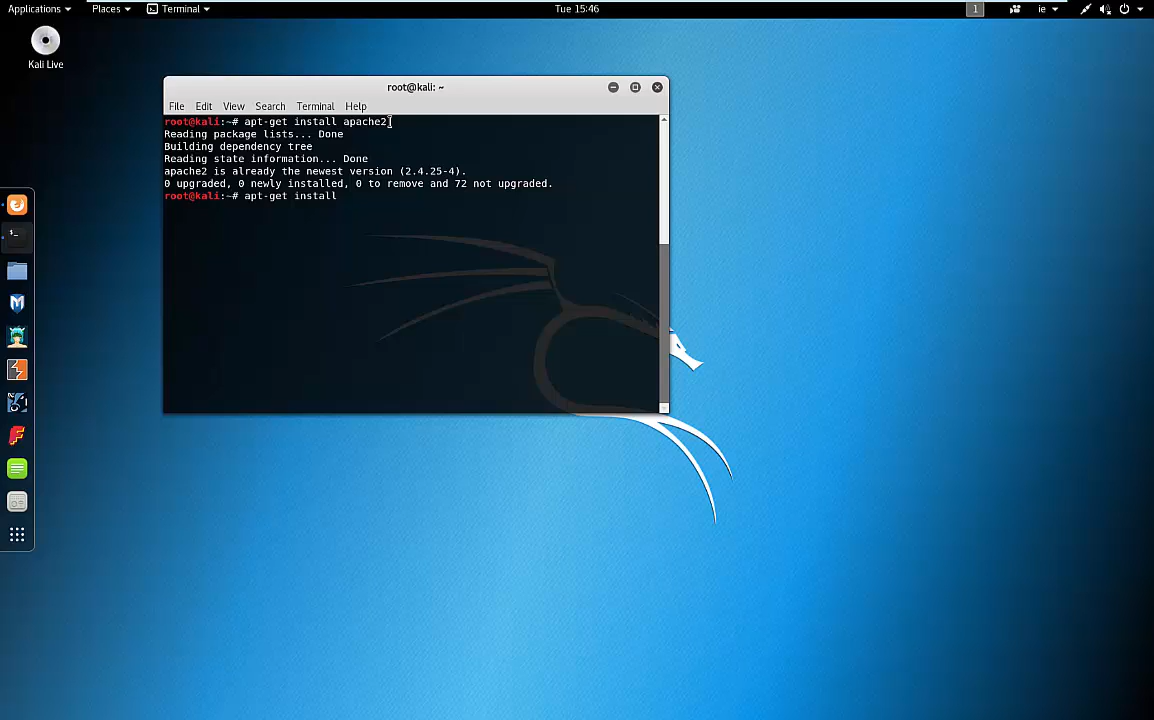 Applications Places Terminal Tue 15:46 1 ie
Kali Live
root@kali: ~
File Edit View Search Terminal Help
root@kali:~# apt-get install apache2
Reading package lists... Done
Building dependency tree
Reading state information... Done
apache2 is already the newest version (2.4.25-4).
0 upgraded, 0 newly installed, 0 to remove and 72 not upgraded.
root@kali:~# apt-get install